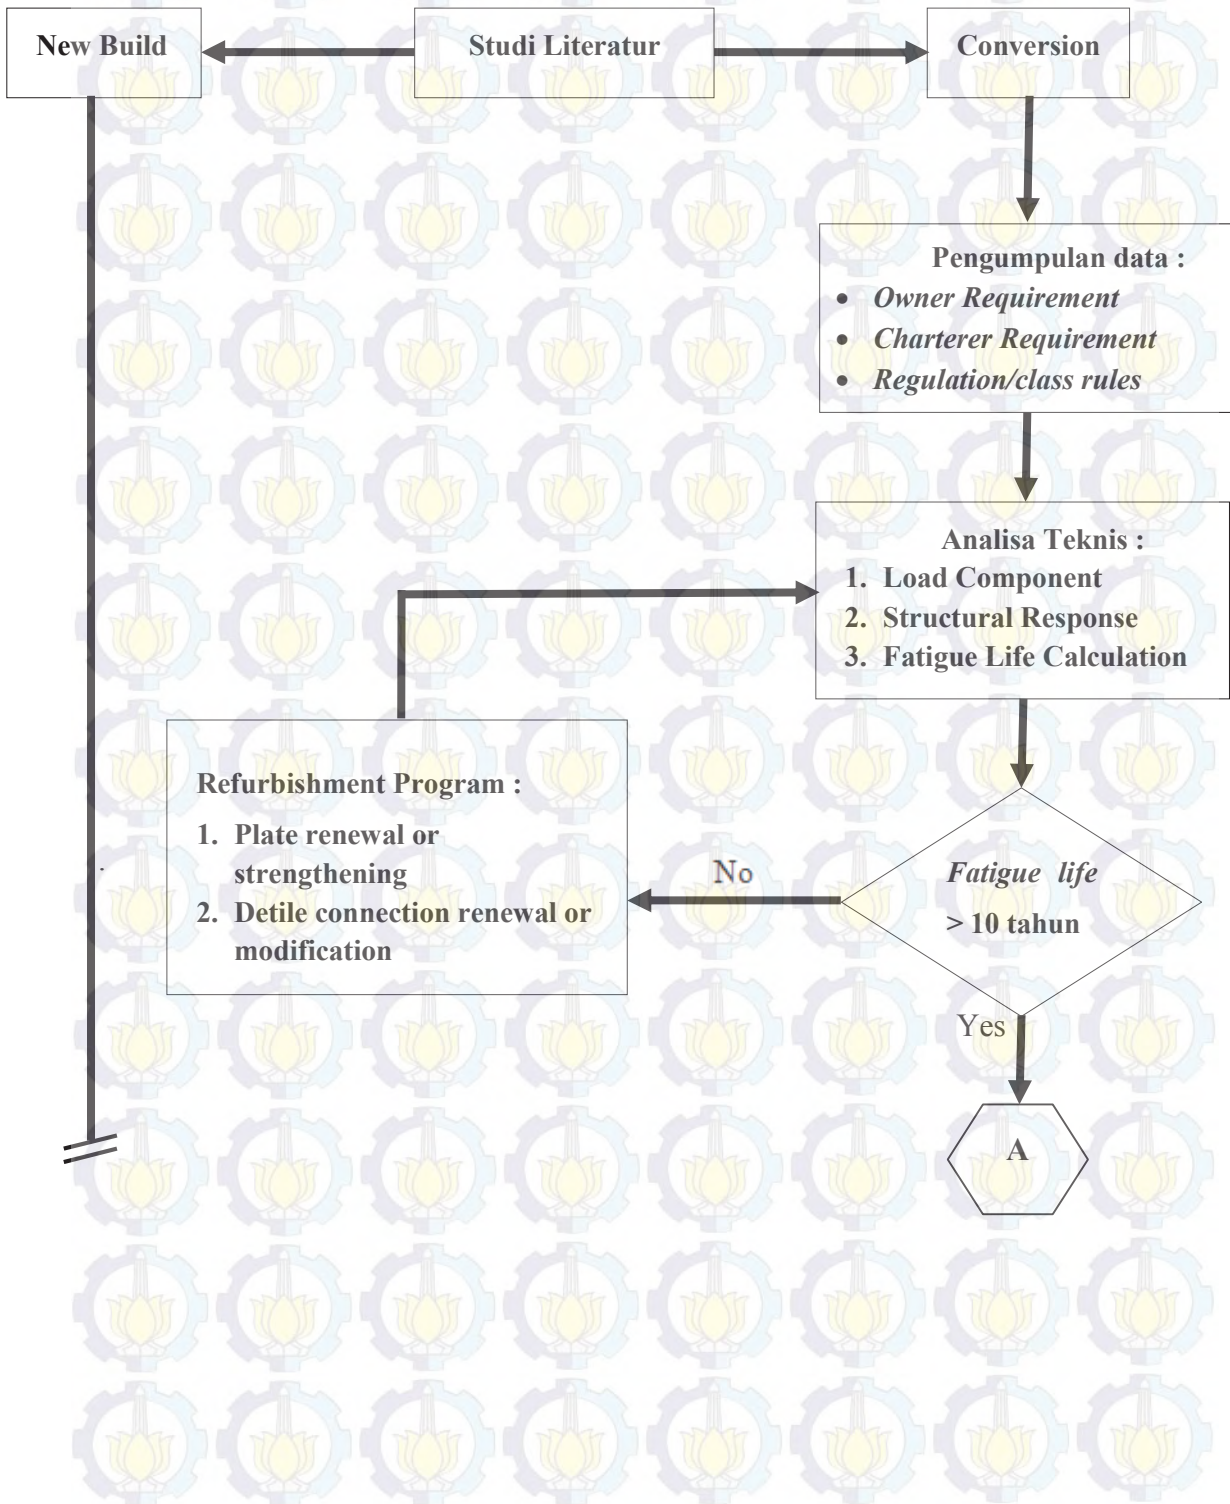 New Build
Studi Literatur
Conversion
Pengumpulan data :
• Owner Requirement
• Charterer Requirement
• Regulation/class rules
Analisa Teknis :
1. Load Component
2. Structural Response
3. Fatigue Life Calculation
Refurbishment Program :
1. Plate renewal or
strengthening
2. Detile connection renewal or
modification
No
Fatigue life
> 10 tahun
Yes
A